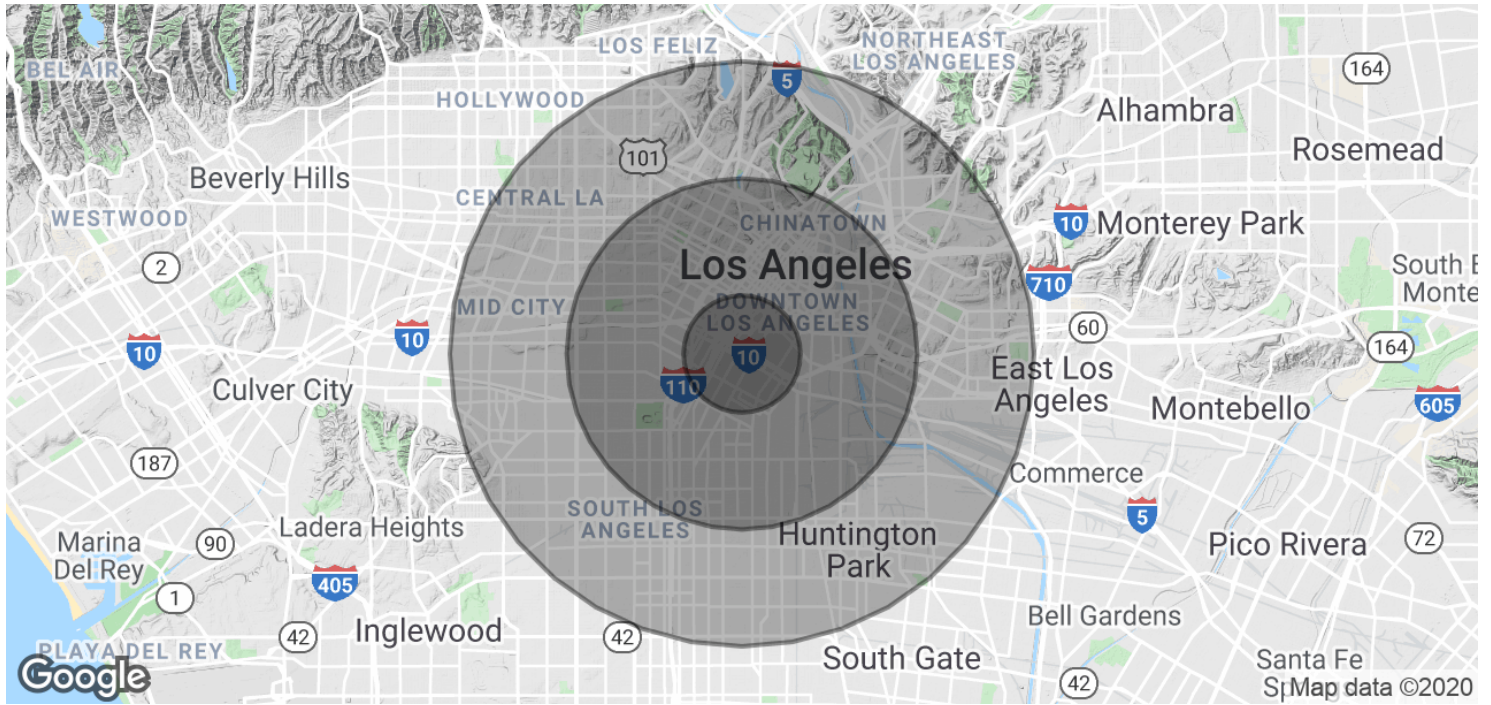 LOS FELIZ
NORTHEAST
LOS ANGELES
BEL AIR
5
164
HOLLYWOOD
Alhambra
101
Rosemead
Beverly Hills
CENTRAL LA
WESTWOOD
CHINATOWN
10
Monterey Park
2
Los Angeles
South E
Monte
710
MID CITY
DOWNTOWN
LOS ANGELES
60
10
10
10
164
110
Culver City
East Los
Angeles
Montebello
605
187
Commerce
SOUTH LOS
ANGELES
5
Ladera Heights
Huntington
Park
90
Marina
Del Rey
Pico Rivera
72
405
1
Bell Gardens
42
Inglewood
42
PLAYA DEL REY
South Gate
Santa Fe
Google
42
Map data ©2020